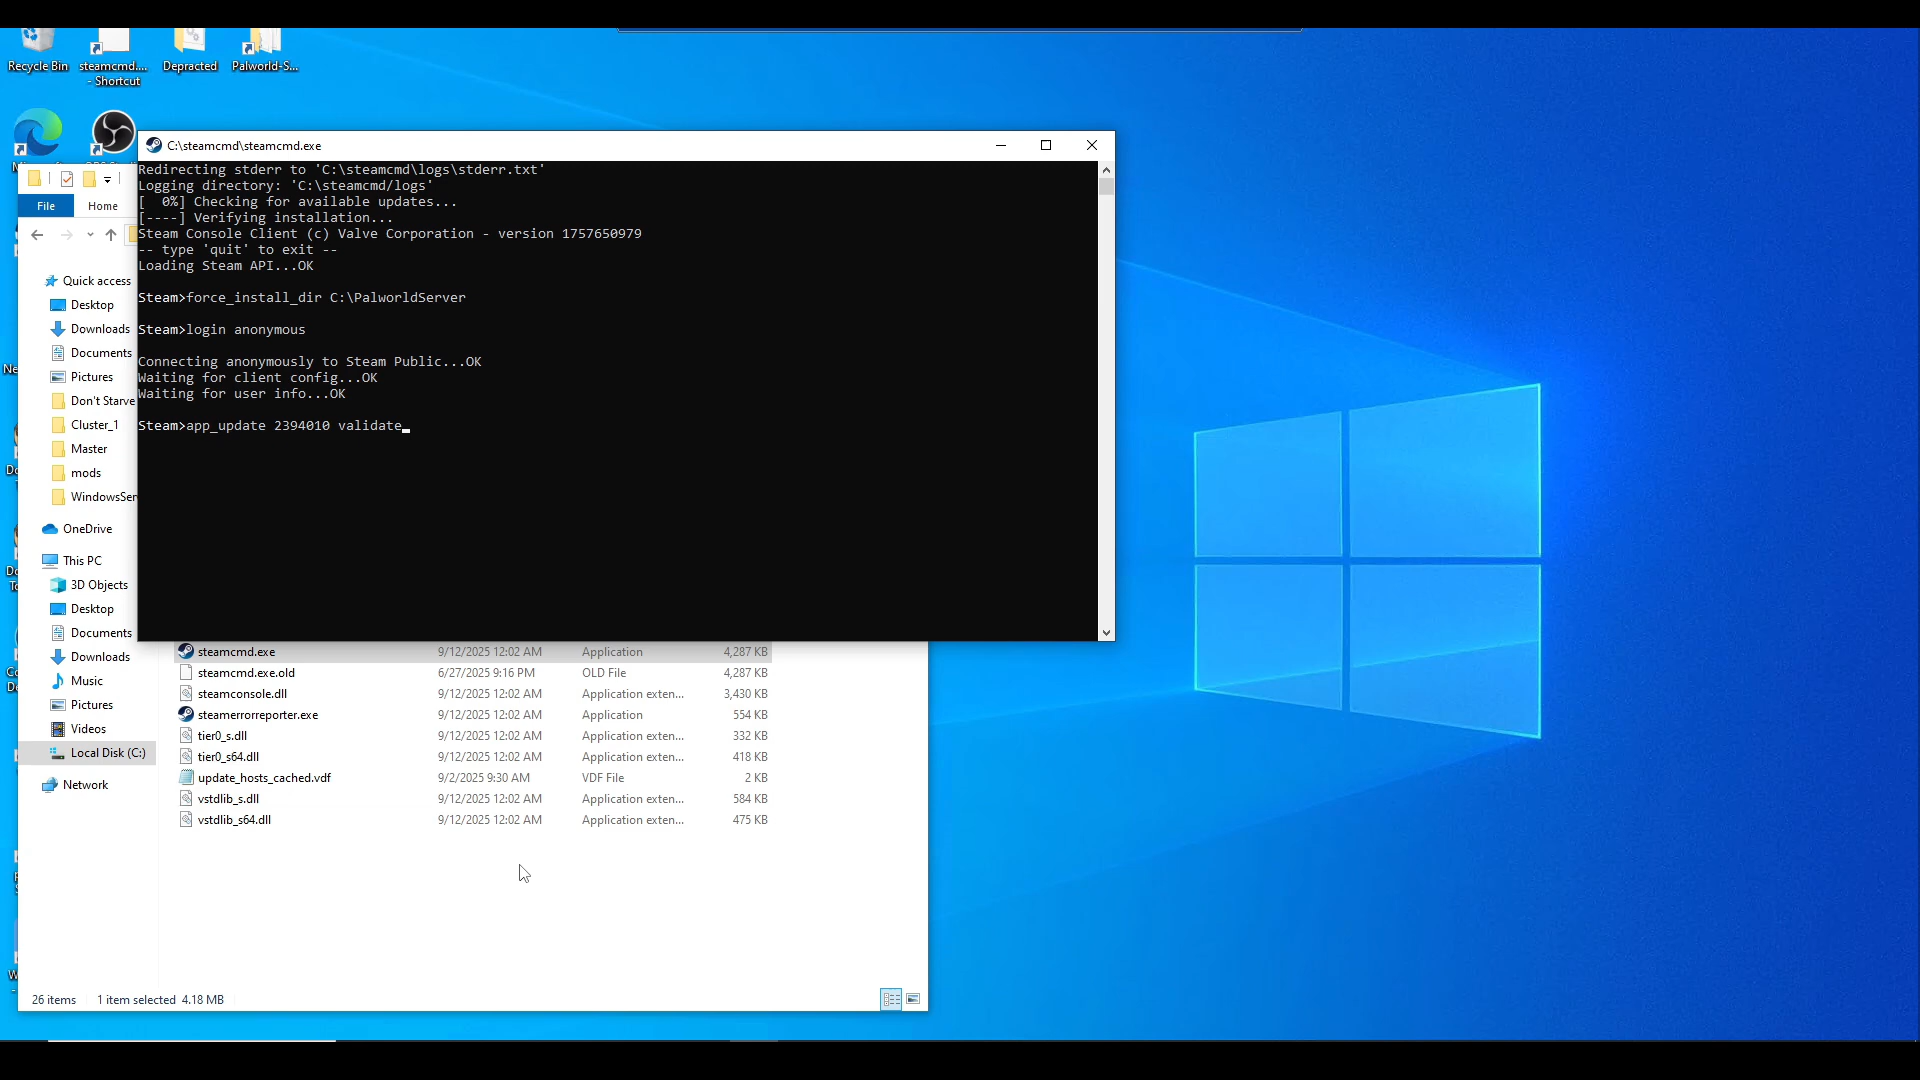 Recycle Bin
steamcmd....
- Shortcut
Depracted
Palworld-S...
C:\steamcmd\steamcmd.exe
Redirecting stderr to 'C:\steamcmd\logs\stderr.txt'
Logging directory: 'C:\steamcmd/logs'
[  0%] Checking for available updates...
[----] Verifying installation...
Steam Console Client (c) Valve Corporation - version 1757650979
-- type 'quit' to exit --
Loading Steam API...OK
Steam>force_install_dir C:\PalworldServer
Steam>login anonymous
Connecting anonymously to Steam Public...OK
Waiting for client config...OK
Waiting for user info...OK
Steam>app_update 2394010 validate
File
Home
Quick access
Desktop
Downloads
Documents
Pictures
Don't Starve
Cluster_1
Master
mods
WindowsSer
OneDrive
This PC
3D Objects
Desktop
Documents
Downloads
Music
Pictures
Videos
Local Disk (C:)
Network
steamcmd.exe 9/12/2025 12:02 AM Application 4,287 KB
steamcmd.exe.old 6/27/2025 9:16 PM OLD File 4,287 KB
steamconsole.dll 9/12/2025 12:02 AM Application exten... 3,430 KB
steamerrorreporter.exe 9/12/2025 12:02 AM Application 554 KB
tier0_s.dll 9/12/2025 12:02 AM Application exten... 332 KB
tier0_s64.dll 9/12/2025 12:02 AM Application exten... 418 KB
update_hosts_cached.vdf 9/2/2025 9:30 AM VDF File 2 KB
vstdlib_s.dll 9/12/2025 12:02 AM Application exten... 584 KB
vstdlib_s64.dll 9/12/2025 12:02 AM Application exten... 475 KB
26 items 1 item selected 4.18 MB